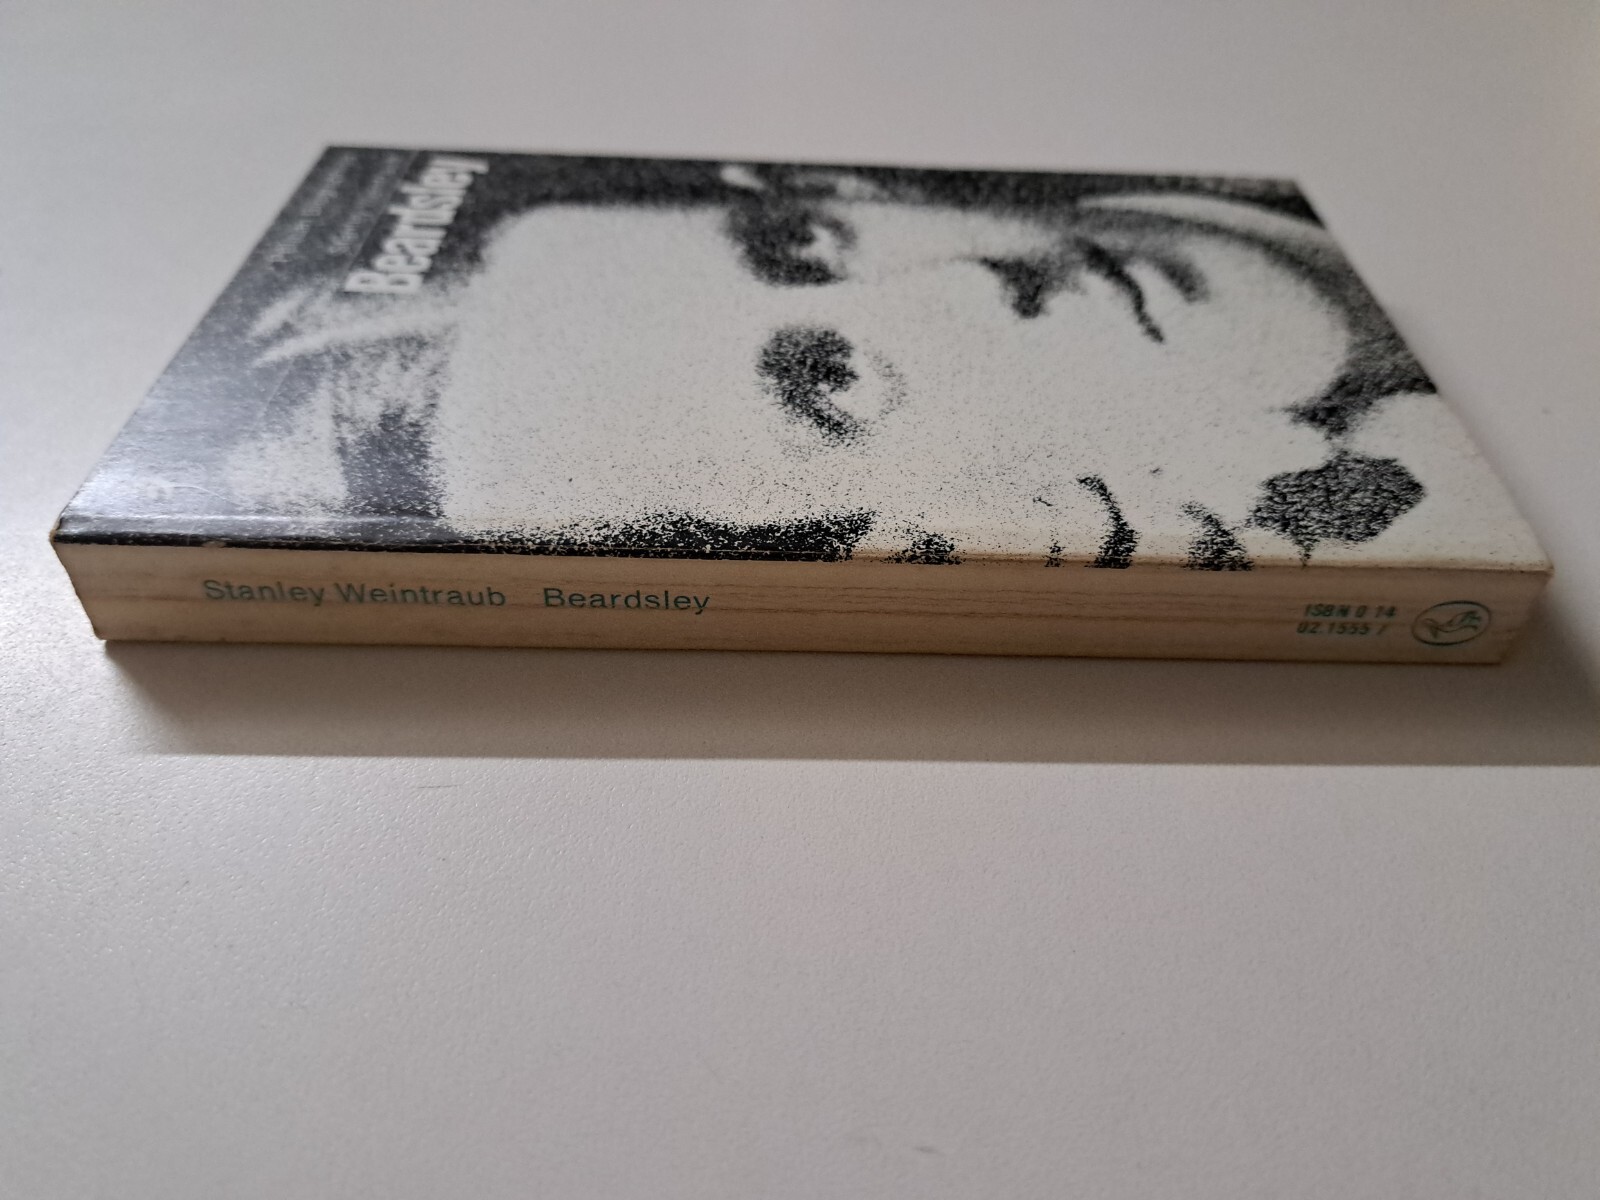 Beardsley
Stanley Weintraub Beardsley
ISBN 0 14
02.1555 7